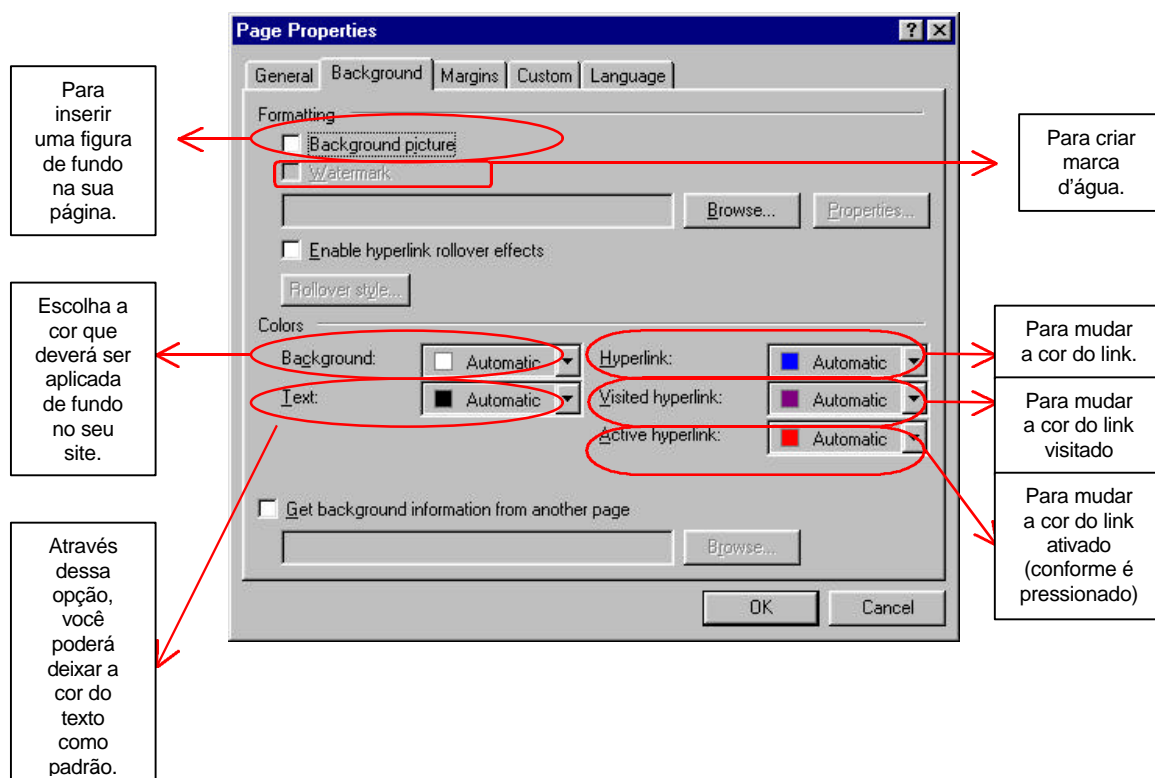 Page Properties
General Background Margins Custom Language
Formatting
Background picture
Watermark
Browse... Properties...
Enable hyperlink rollover effects
Rollover style...
Colors
Background: Automatic
Hyperlink: Automatic
Text: Automatic
Visited hyperlink: Automatic
Active hyperlink: Automatic
Get background information from another page
Browse...
OK Cancel
Para
inserir
uma figura
de fundo
na sua
página.
Escolha a
cor que
deverá ser
aplicada
de fundo
no seu
site.
Através
dessa
opção,
você
poderá
deixar a
cor do
texto
como
padrão.
Para criar
marca
d’água.
Para mudar
a cor do link.
Para mudar
a cor do link
visitado
Para mudar
a cor do link
ativado
(conforme é
pressionado)